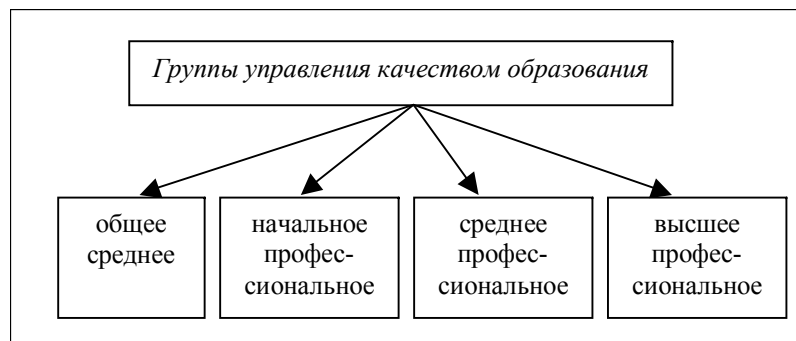 Группы управления качеством образования
общее
среднее
начальное
профес-
сиональное
среднее
профес-
сиональное
высшее
профес-
сиональное